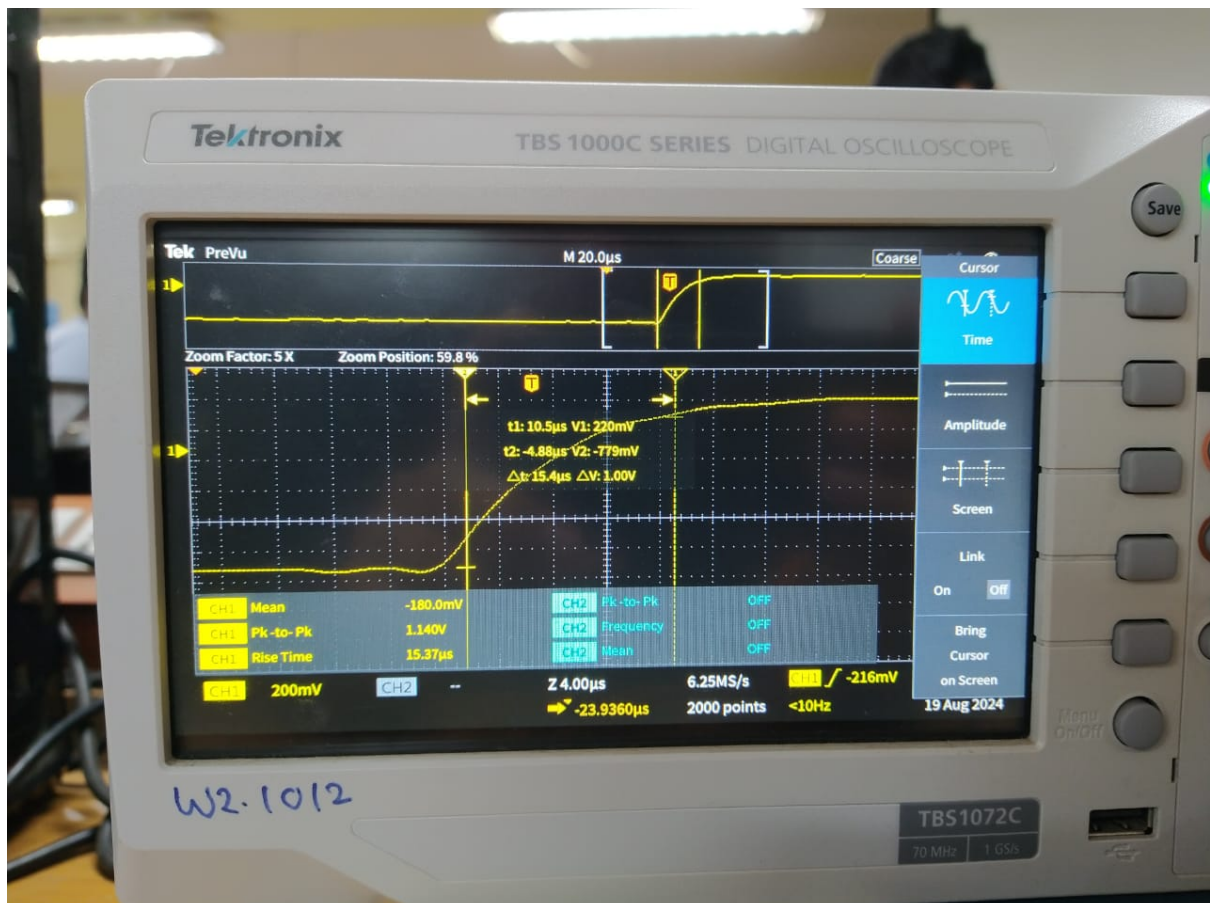 Tektronix TBS 1000C SERIES DIGITAL OSCILLOSCOPE
Save
Tek PreVu M 20.0µs Coarse
Cursor
1
T
Time
Zoom Factor: 5 X Zoom Position: 59.8 %
T
t1: 10.5µs V1: 220mV
t2: -4.88µs V2: -779mV
△t: 15.4µs △V: 1.00V
1
Amplitude
Screen
Link
On Off
Bring
Cursor
on Screen
CH1 Mean -180.0mV CH2 Pk-to-Pk OFF
CH1 Pk-to-Pk 1.140V CH2 Frequency OFF
CH1 Rise Time 15.37µs CH2 Mean OFF
CH1 200mV CH2 -- Z 4.00µs 6.25MS/s CH1 -216mV
-23.9360µs 2000 points <10Hz 19 Aug 2024
Menu
On/Off
W2.1012
TBS1072C
70 MHz 1 GS/s